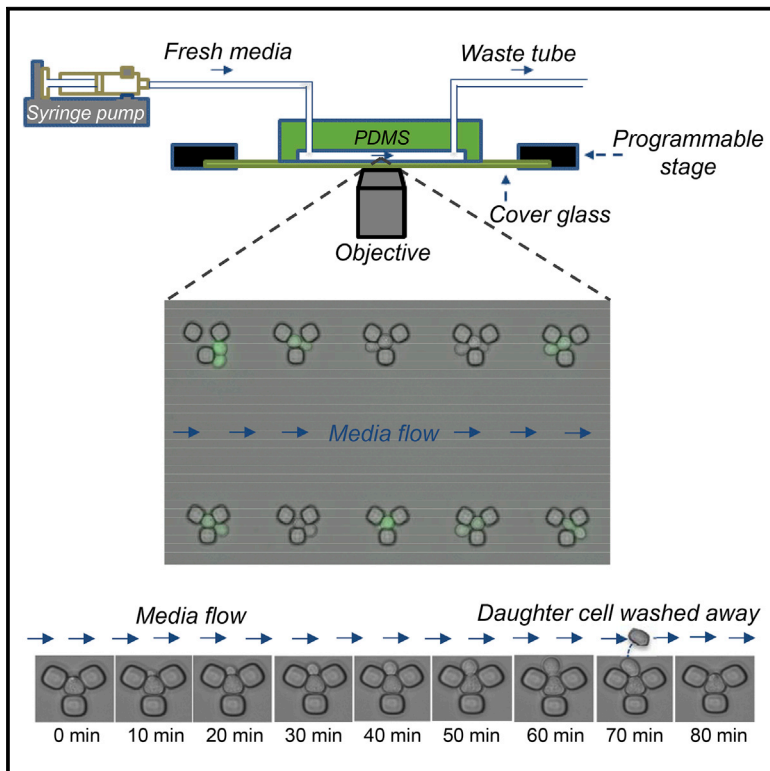 Fresh media
Waste tube
Syringe pump
PDMS
Programmable
stage
Cover glass
Objective
Media flow
Media flow
Daughter cell washed away
0 min 10 min 20 min 30 min 40 min 50 min 60 min 70 min 80 min